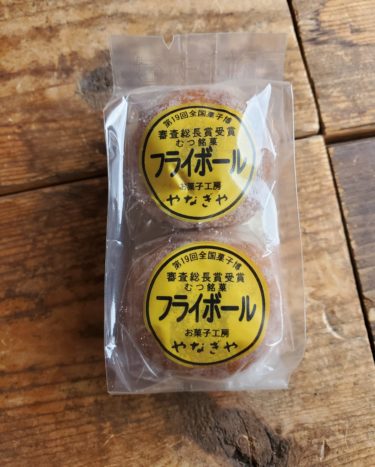 第19回全国菓子博
審査総長賞受賞
むつ銘菓
フライボール
お菓子工房
やなぎや
第19回全国菓子博
審査総長賞受賞
むつ銘菓
フライボール
お菓子工房
やなぎや